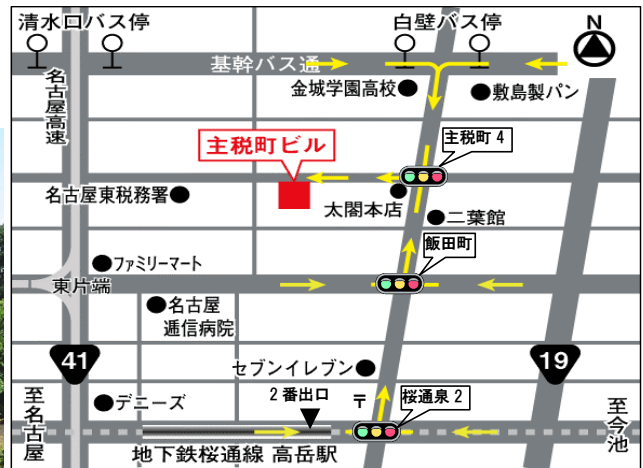 清水口バス停
白壁バス停
N
基幹バス通
名古屋高速
金城学園高校
敷島製パン
主税町ビル
主税町 4
名古屋東税務署
太閤本店
二葉館
飯田町
ファミリーマート
東片端
名古屋
逓信病院
セブンイレブン
41
19
2 番出口
〒
桜通泉 2
デニーズ
至名古屋
至今池
地下鉄桜通線 高岳駅